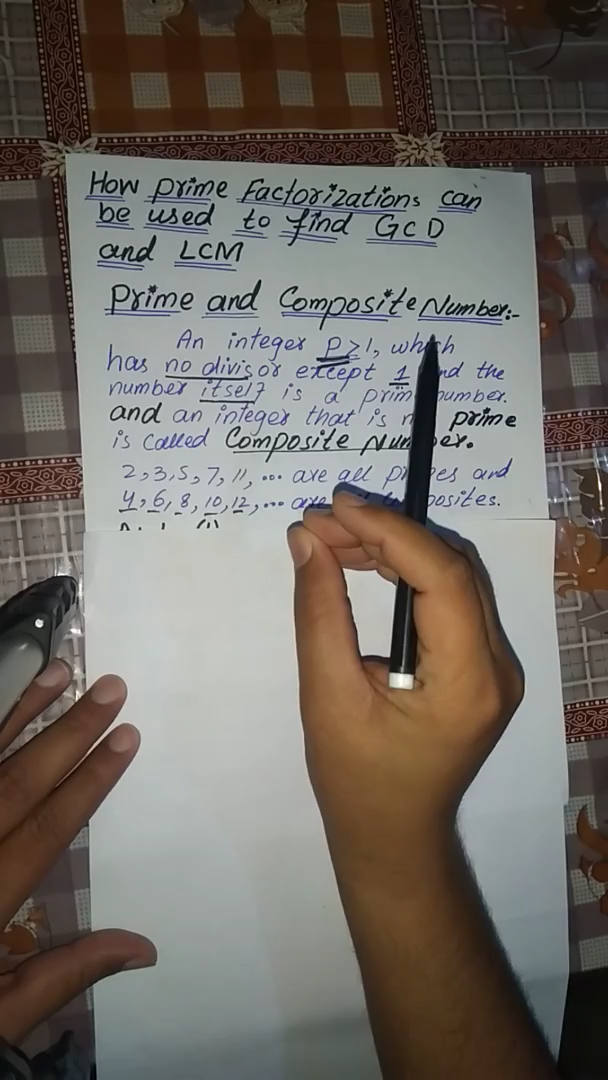 How prime Factorizations can
be used to find GCD
and LCM
Prime and Composite Number:-
An integer P≥1, which
has no divisor except 1 and the
number itself is a prime number.
and an integer that is prime
is called Composite Number.
2,3,5,7,11,... are all primes and
4,6,8,10,12,... are composites.